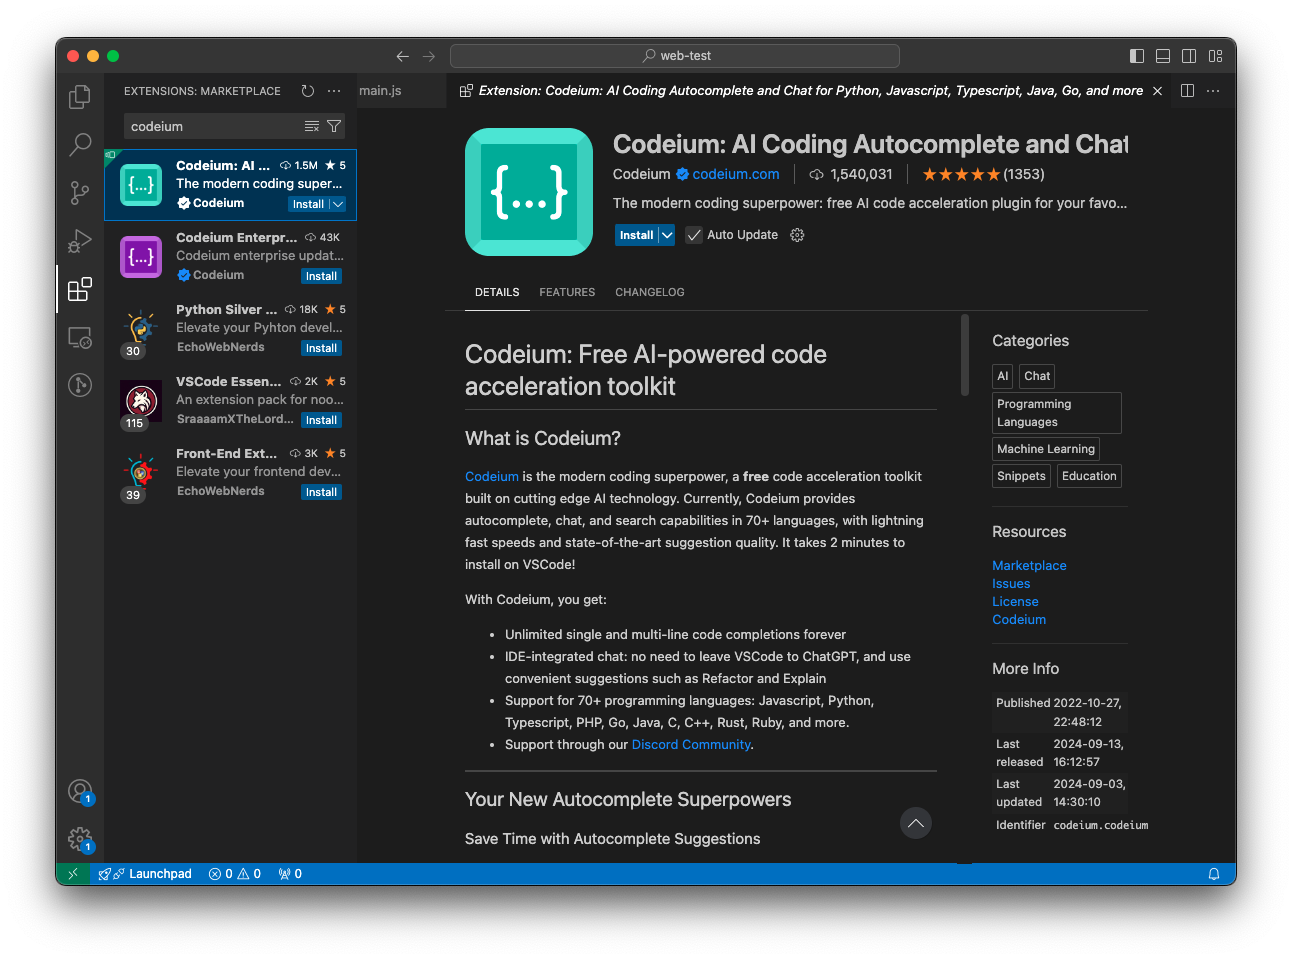 web-test
EXTENSIONS: MARKETPLACE
main.js
Extension: Codeium: AI Coding Autocomplete and Chat for Python, Javascript, Typescript, Java, Go, and more
codeium
Codeium: AI ... 1.5M ★ 5
The modern coding super...
Codeium
Install
Codeium Enterpr... 43K
Codeium enterprise updat...
Codeium
Install
Python Silver ... 18K ★ 5
Elevate your Pyhton devel...
EchoWebNerds
Install
30
VSCode Essen... 2K ★ 5
An extension pack for noo...
SraaamXTheLord...
Install
115
Front-End Ext... 3K ★ 5
Elevate your frontend dev...
EchoWebNerds
Install
39
{...}
Codeium: AI Coding Autocomplete and Chat
Codeium codeium.com 1,540,031 ★★★★★(1353)
The modern coding superpower: free AI code acceleration plugin for your favo...
Install Auto Update
DETAILS FEATURES CHANGELOG
Codeium: Free AI-powered code
acceleration toolkit
What is Codeium?
Codeium is the modern coding superpower, a free code acceleration toolkit
built on cutting edge AI technology. Currently, Codeium provides
autocomplete, chat, and search capabilities in 70+ languages, with lightning
fast speeds and state-of-the-art suggestion quality. It takes 2 minutes to
install on VSCode!
With Codeium, you get:
• Unlimited single and multi-line code completions forever
• IDE-integrated chat: no need to leave VSCode to ChatGPT, and use
convenient suggestions such as Refactor and Explain
• Support for 70+ programming languages: Javascript, Python,
Typescript, PHP, Go, Java, C, C++, Rust, Ruby, and more.
• Support through our Discord Community.
Your New Autocomplete Superpowers
Save Time with Autocomplete Suggestions
Categories
AI Chat
Programming
Languages
Machine Learning
Snippets Education
Resources
Marketplace
Issues
License
Codeium
More Info
Published 2022-10-27,
22:48:12
Last 2024-09-13,
released 16:12:57
Last 2024-09-03,
updated 14:30:10
Identifier codeium.codeium
1
1
Launchpad 0 0 0